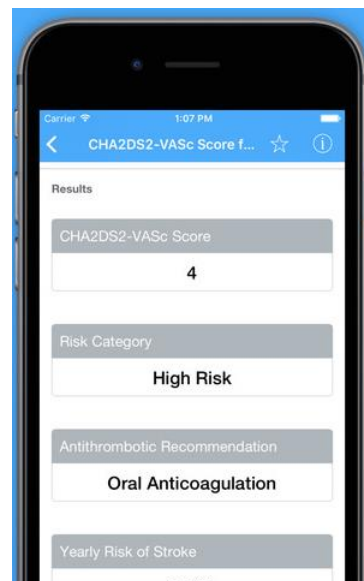 Carrier 1:07 PM
CHA2DS2-VASc Score f...
Results
CHA2DS2-VASc Score
4
Risk Category
High Risk
Antithrombotic Recommendation
Oral Anticoagulation
Yearly Risk of Stroke